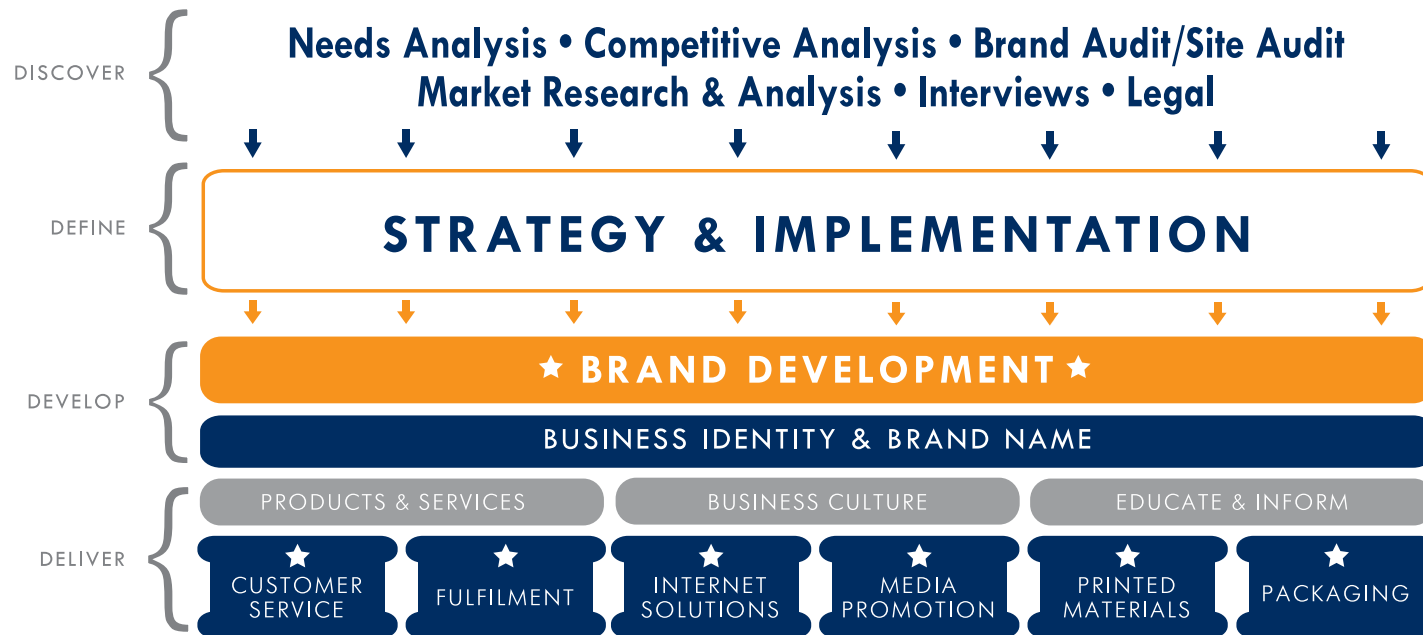 DISCOVER
Needs Analysis • Competitive Analysis • Brand Audit/Site Audit
Market Research & Analysis • Interviews • Legal
DEFINE
STRATEGY & IMPLEMENTATION
DEVELOP
BRAND DEVELOPMENT
BUSINESS IDENTITY & BRAND NAME
DELIVER
PRODUCTS & SERVICES
BUSINESS CULTURE
EDUCATE & INFORM
CUSTOMER
SERVICE
FULFILMENT
INTERNET
SOLUTIONS
MEDIA
PROMOTION
PRINTED
MATERIALS
PACKAGING